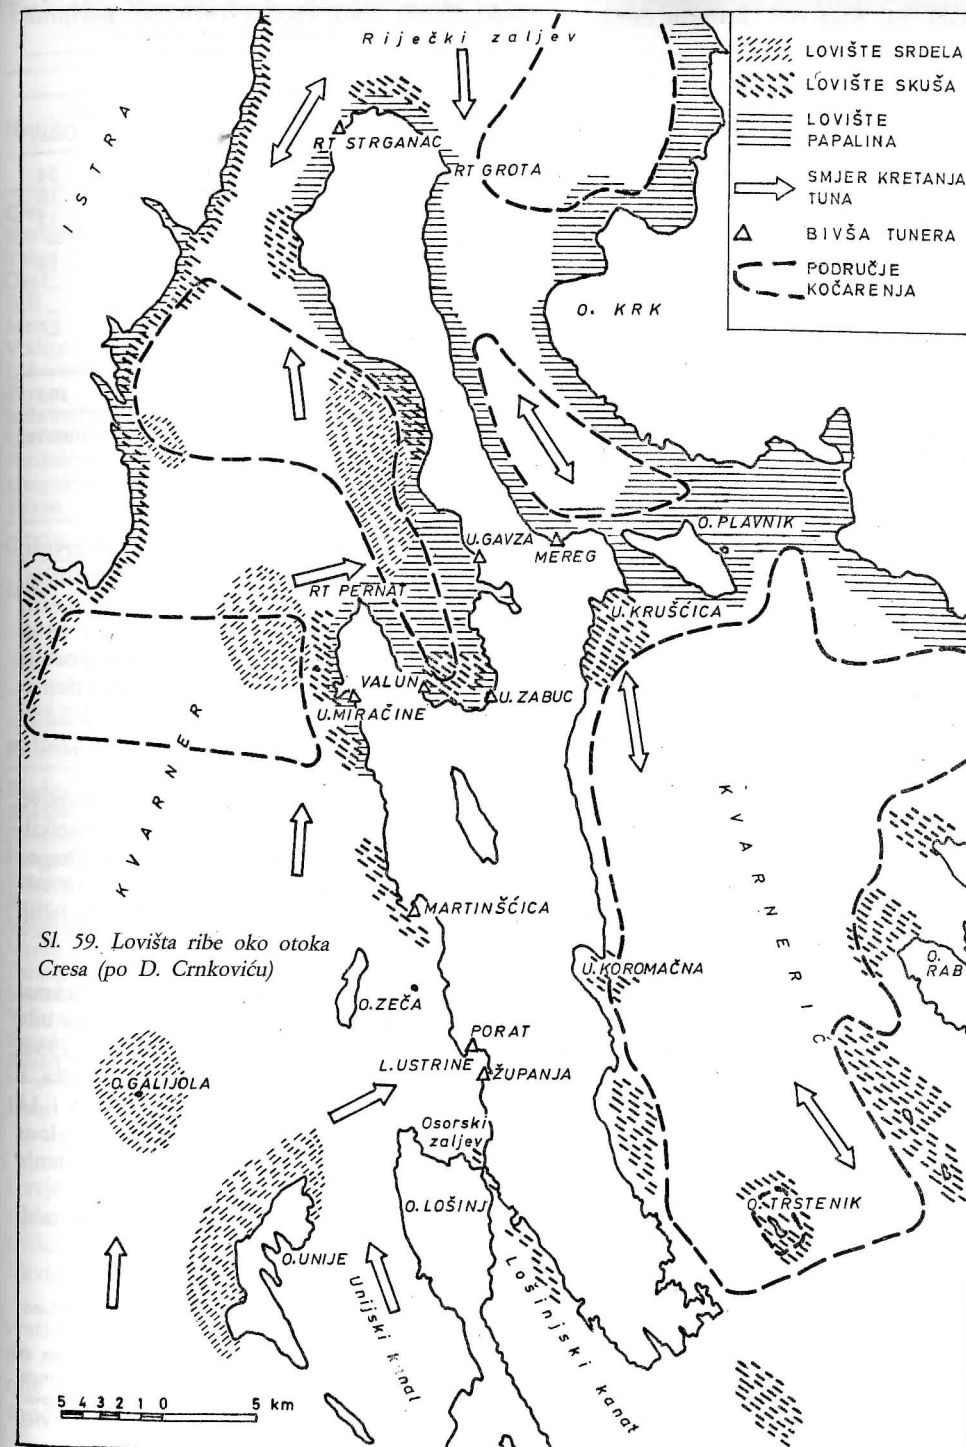 Riječki zaljev
LOVIŠTE SRDELA
LOVIŠTE SKUŠA
LOVIŠTE
PAPALINA
SMJER KRETANJA
TUNA
BIVŠA TUNERA
PODRUČJE
KOČARENJA
ISTRA
RT STRGANAC
RT GROTA
O. KRK
O. PLAVNIK
U. GAVZA
MEREG
RT PERNAT
U. KRUŠČICA
VALUN
U. ZABUC
U. MIRAČINE
KVARNER
KVARNERIĆ
MARTINŠĆICA
Sl. 59. Lovišta ribe oko otoka
Cresa (po D. Crnkoviću)
U. KOROMAČNA
O.
RAB
O. ZEČA
PORAT
L. USTRINE
ŽUPANJA
O. GALIJOLA
Osorski
zaljev
O. LOŠINJ
O. TRSTENIK
O. UNIJE
Unijski kanal
Lošinjski kanal
5 4 3 2 1 0 5 km